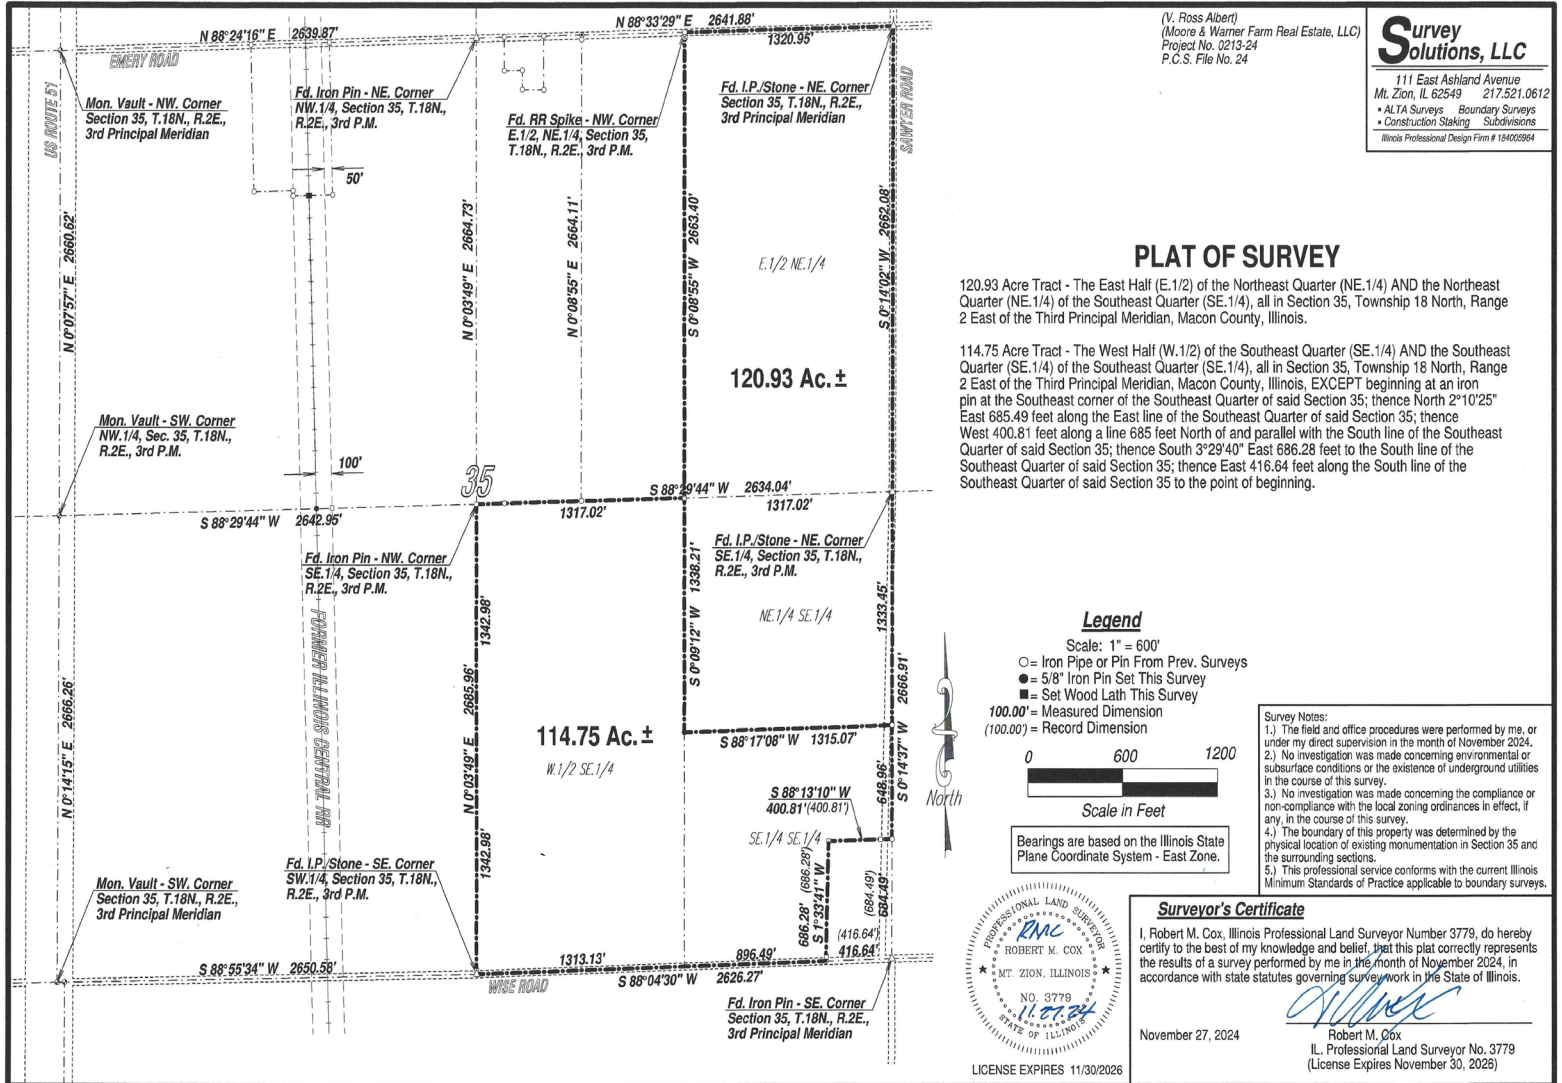 N 88°33'29" E 2641.88'
1320.95'
N 88°24'16" E 2639.87'
EMERY ROAD
US ROUTE 51
SAWYER ROAD
Mon. Vault - NW. Corner
Section 35, T.18N., R.2E.,
3rd Principal Meridian
Fd. Iron Pin - NE. Corner
NW.1/4, Section 35, T.18N.,
R.2E., 3rd P.M.
Fd. RR Spike - NW. Corner
E.1/2, NE.1/4, Section 35,
T.18N., R.2E., 3rd P.M.
Fd. I.P./Stone - NE. Corner
Section 35, T.18N., R.2E.,
3rd Principal Meridian
50'
N 0°07'57" E 2660.62'
N 0°03'49" E 2664.73'
N 0°08'55" E 2664.11'
S 0°08'55" W 2663.40'
S 0°14'02" W 2662.08'
E.1/2 NE.1/4
120.93 Ac.±
Mon. Vault - SW. Corner
NW.1/4, Sec. 35, T.18N.,
R.2E., 3rd P.M.
100'
35
S 88°29'44" W 2634.04'
1317.02'
1317.02'
S 88°29'44" W 2642.95'
Fd. Iron Pin - NW. Corner
SE.1/4, Section 35, T.18N.,
R.2E., 3rd P.M.
Fd. I.P./Stone - NE. Corner
SE.1/4, Section 35, T.18N.,
R.2E., 3rd P.M.
FORMER ILLINOIS CENTRAL RR
1342.98'
N 0°03'49" E 2685.96'
1342.98'
S 0°09'12" W 1338.21'
1333.45'
S 0°14'37" W 2666.91'
648.96'
NE.1/4 SE.1/4
114.75 Ac.±
W.1/2 SE.1/4
S 88°17'08" W 1315.07'
S 88°13'10" W
400.81'(400.81')
SE.1/4 SE.1/4
N 0°14'15" E 2666.26'
Fd. I.P./Stone - SE. Corner
SW.1/4, Section 35, T.18N.,
R.2E., 3rd P.M.
Mon. Vault - SW. Corner
Section 35, T.18N., R.2E.,
3rd Principal Meridian
686.28' (686.28')
S 1°33'41" W
(684.49')
684.49'
(416.64')
416.64'
896.49'
1313.13'
S 88°04'30" W 2626.27'
S 88°55'34" W 2650.58'
WISE ROAD
Fd. Iron Pin - SE. Corner
Section 35, T.18N., R.2E.,
3rd Principal Meridian
(V. Ross Albert)
(Moore & Warner Farm Real Estate, LLC)
Project No. 0213-24
P.C.S. File No. 24
Survey
Solutions, LLC
111 East Ashland Avenue
Mt. Zion, IL 62549 217.521.0612
▪ ALTA Surveys Boundary Surveys
▪ Construction Staking Subdivisions
Illinois Professional Design Firm # 184005964
PLAT OF SURVEY
120.93 Acre Tract - The East Half (E.1/2) of the Northeast Quarter (NE.1/4) AND the Northeast
Quarter (NE.1/4) of the Southeast Quarter (SE.1/4), all in Section 35, Township 18 North, Range
2 East of the Third Principal Meridian, Macon County, Illinois.
114.75 Acre Tract - The West Half (W.1/2) of the Southeast Quarter (SE.1/4) AND the Southeast
Quarter (SE.1/4) of the Southeast Quarter (SE.1/4), all in Section 35, Township 18 North, Range
2 East of the Third Principal Meridian, Macon County, Illinois, EXCEPT beginning at an iron
pin at the Southeast corner of the Southeast Quarter of said Section 35; thence North 2°10'25"
East 685.49 feet along the East line of the Southeast Quarter of said Section 35; thence
West 400.81 feet along a line 685 feet North of and parallel with the South line of the Southeast
Quarter of said Section 35; thence South 3°29'40" East 686.28 feet to the South line of the
Southeast Quarter of said Section 35; thence East 416.64 feet along the South line of the
Southeast Quarter of said Section 35 to the point of beginning.
Legend
Scale: 1" = 600'
○= Iron Pipe or Pin From Prev. Surveys
●= 5/8" Iron Pin Set This Survey
■= Set Wood Lath This Survey
100.00' = Measured Dimension
(100.00') = Record Dimension
0 600 1200
Scale in Feet
North
Bearings are based on the Illinois State
Plane Coordinate System - East Zone.
Survey Notes:
1.) The field and office procedures were performed by me, or
under my direct supervision in the month of November 2024.
2.) No investigation was made concerning environmental or
subsurface conditions or the existence of underground utilities
in the course of this survey.
3.) No investigation was made concerning the compliance or
non-compliance with the local zoning ordinances in effect, if
any, in the course of this survey.
4.) The boundary of this property was determined by the
physical location of existing monumentation in Section 35 and
the surrounding sections.
5.) This professional service conforms with the current Illinois
Minimum Standards of Practice applicable to boundary surveys.
PROFESSIONAL LAND SURVEYOR
RMC
ROBERT M. COX
MT. ZION, ILLINOIS
NO. 3779
11.27.24
STATE OF ILLINOIS
LICENSE EXPIRES 11/30/2026
Surveyor's Certificate
I, Robert M. Cox, Illinois Professional Land Surveyor Number 3779, do hereby
certify to the best of my knowledge and belief, that this plat correctly represents
the results of a survey performed by me in the month of November 2024, in
accordance with state statutes governing survey work in the State of Illinois.
November 27, 2024
Robert M. Cox
IL. Professional Land Surveyor No. 3779
(License Expires November 30, 2026)